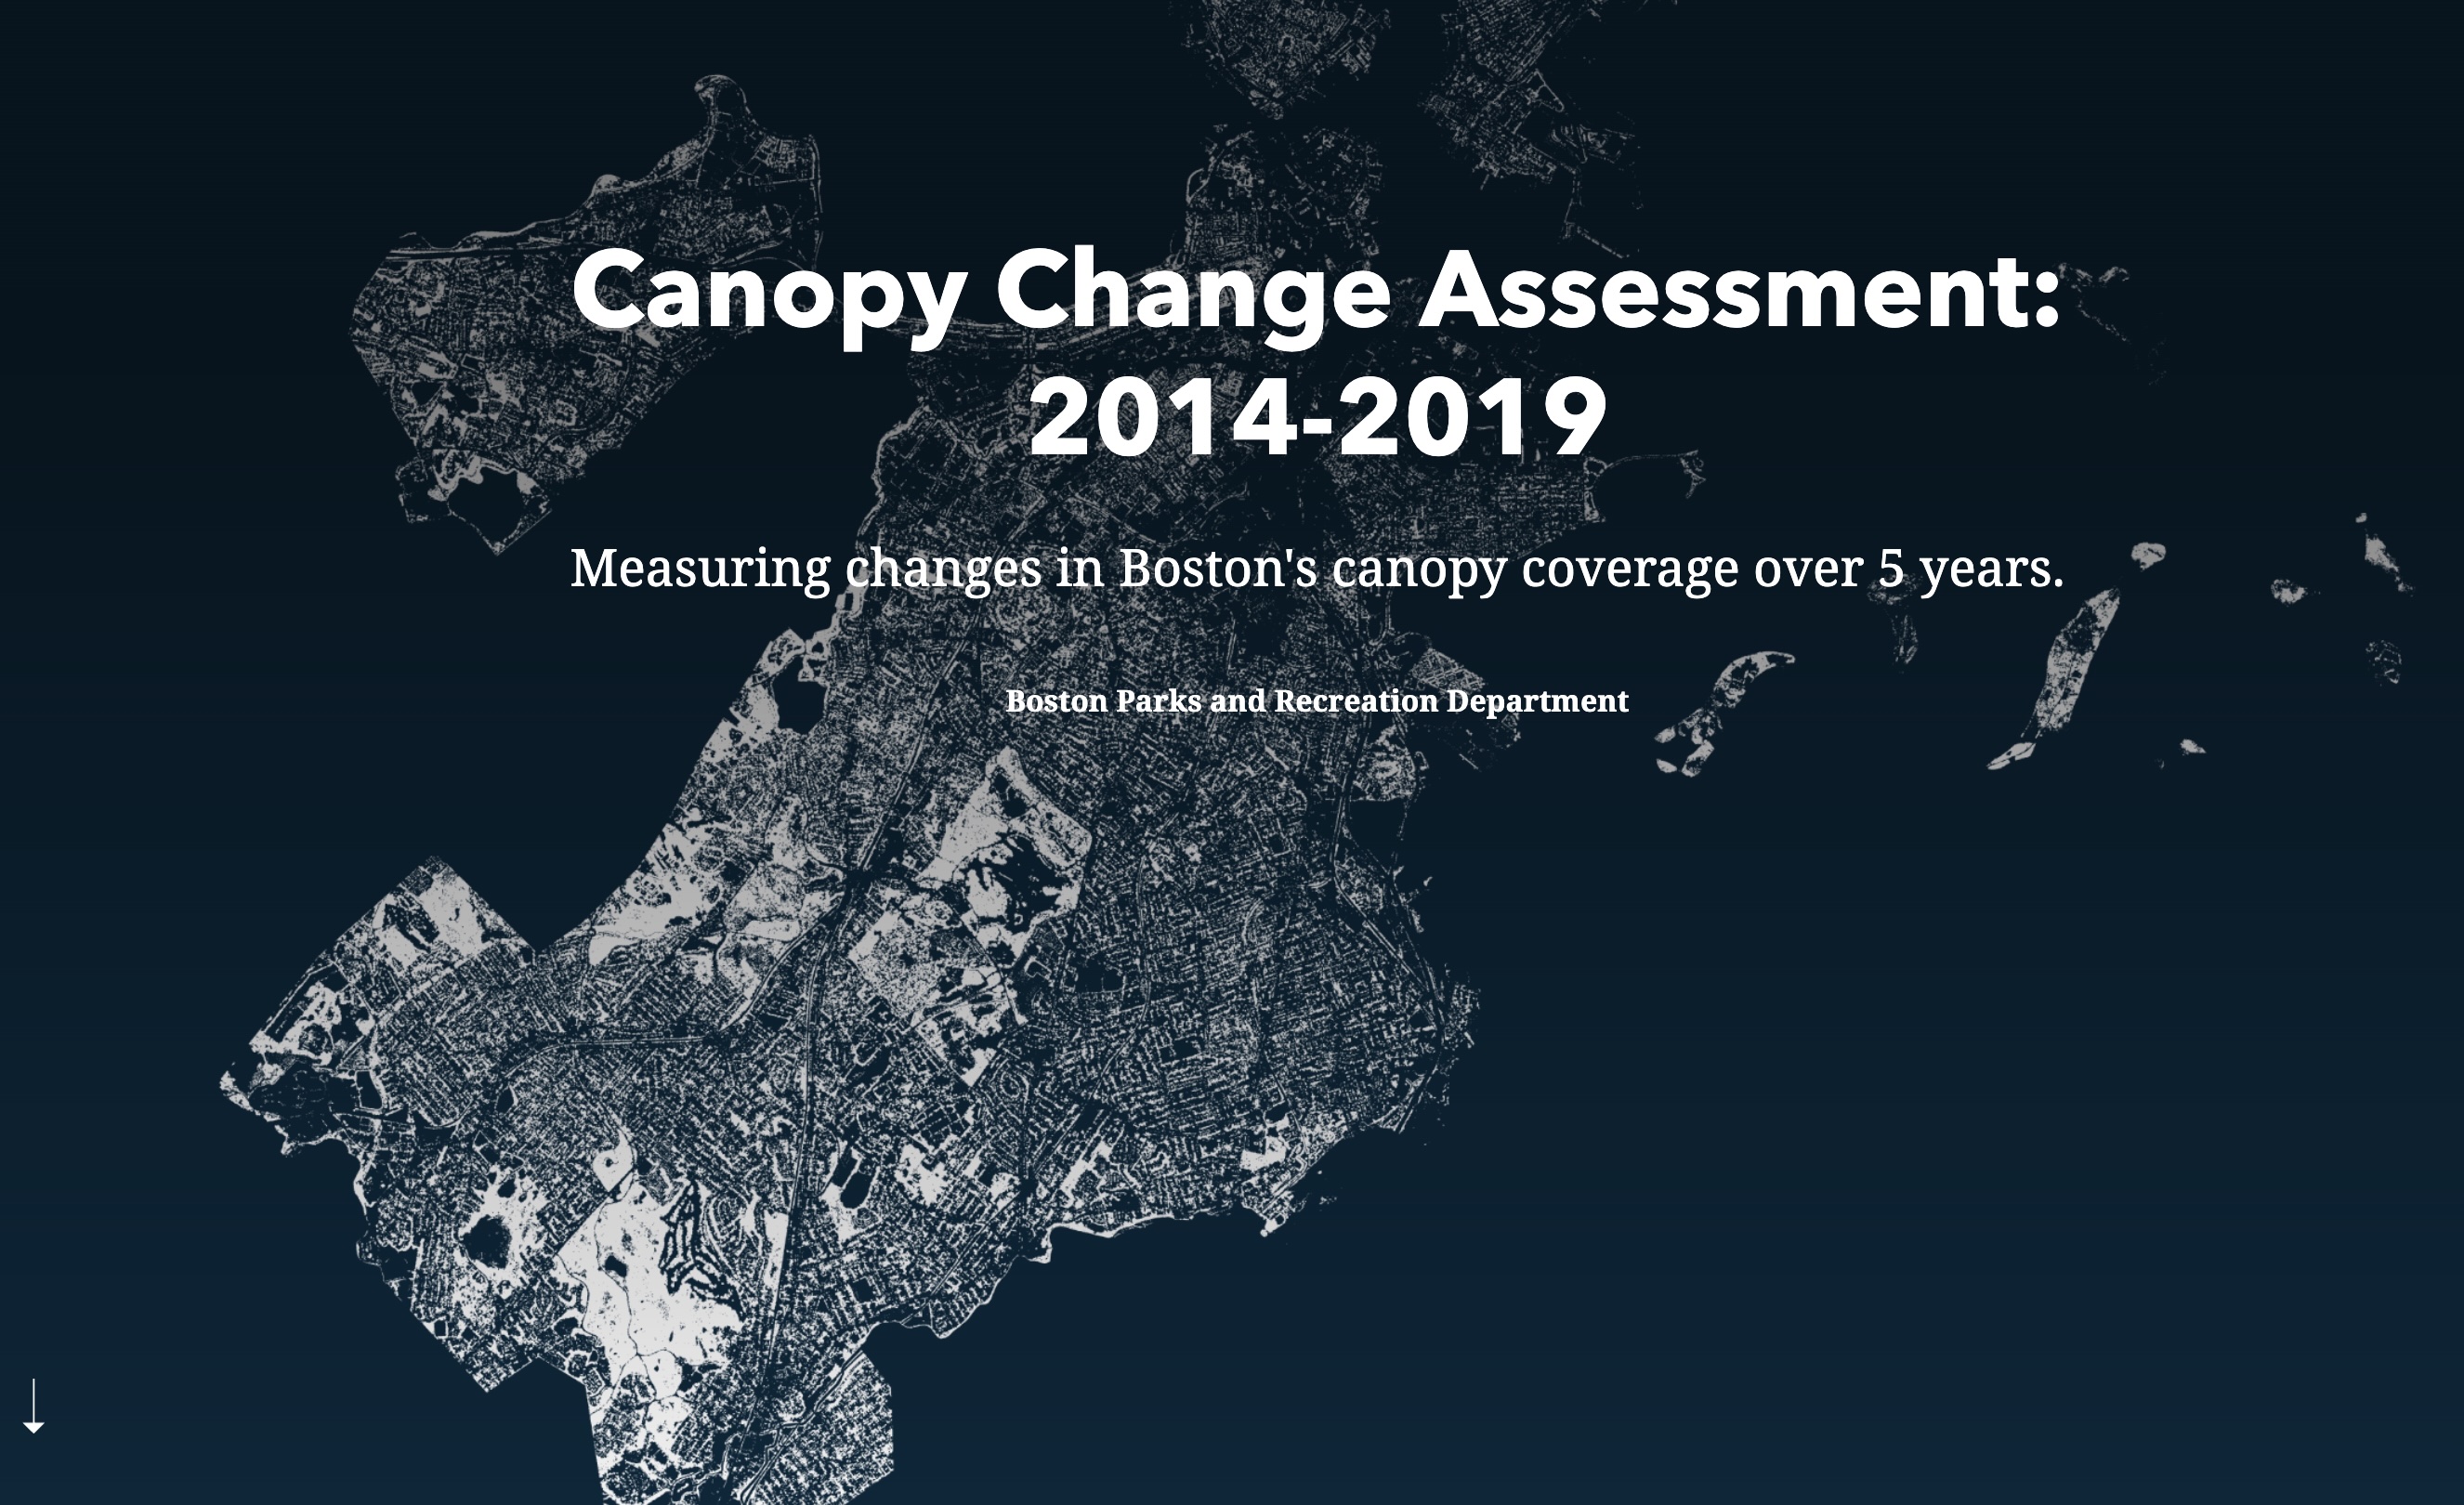 Canopy Change Assessment:
2014-2019
Measuring changes in Boston's canopy coverage over 5 years.
Boston Parks and Recreation Department